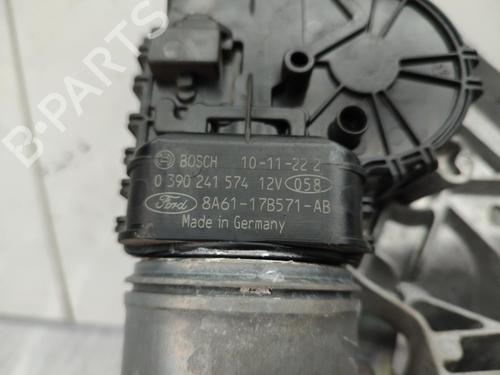 BOSCH 10-11-22 2
0 390 241 574 12V 058
Ford 8A61-17B571-AB
Made in Germany
B-PARTS